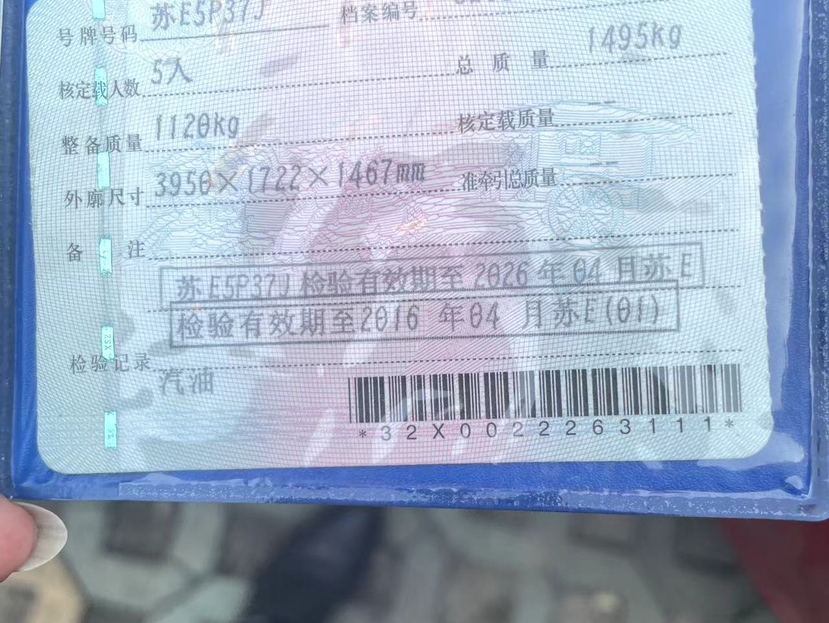 号牌号码 苏E5P37J 档案编号
核定载人数 5人 总质量 1495kg
整备质量 1120kg 核定载质量 --
外廓尺寸 3950×1722×1467mm 准牵引总质量 --
备注
苏E5P37J 检验有效期至2026年04月苏E
检验有效期至2016 年04 月苏E(01)
检验记录
汽油
*32X0022263111*